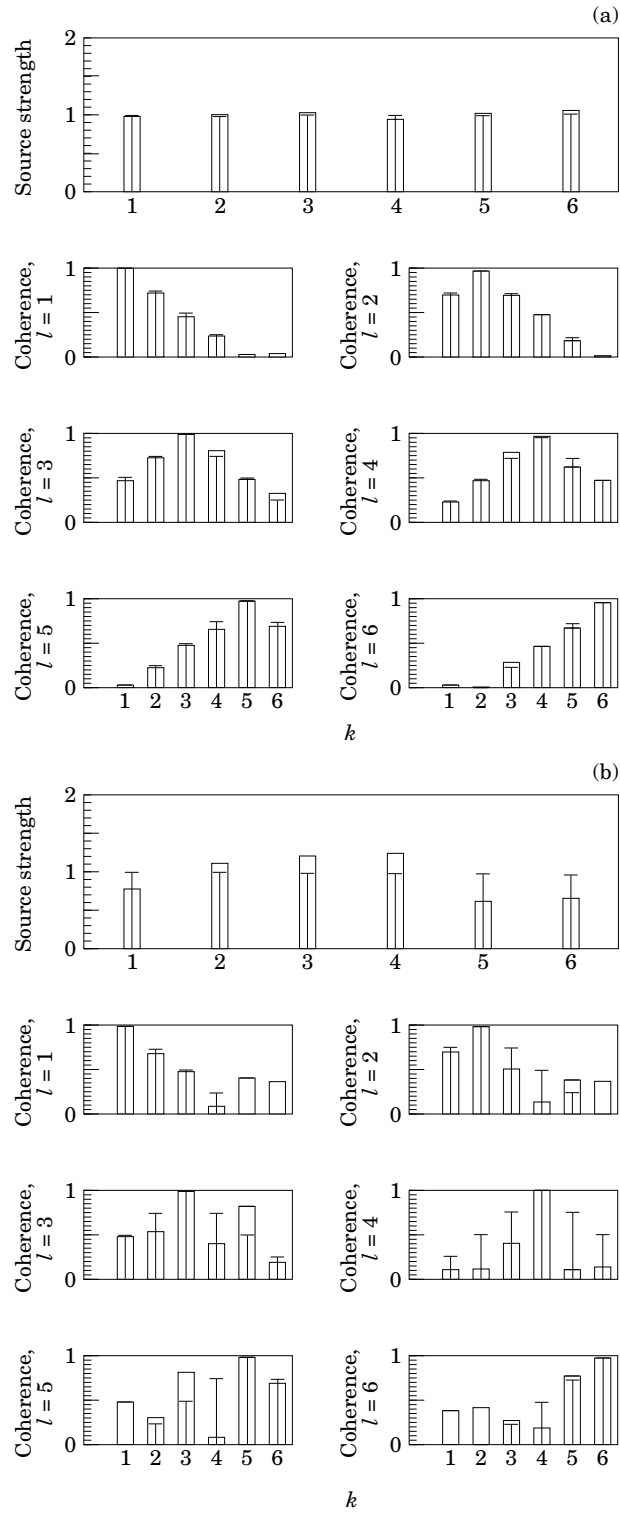 (a)
2
1
0
Source strength
1 2 3 4 5 6
1
0
Coherence,
l = 1
1
0
Coherence,
l = 2
1
0
Coherence,
l = 3
1
0
Coherence,
l = 4
1
0
Coherence,
l = 5
1 2 3 4 5 6
1
0
Coherence,
l = 6
1 2 3 4 5 6
k
(b)
2
1
0
Source strength
1 2 3 4 5 6
1
0
Coherence,
l = 1
1
0
Coherence,
l = 2
1
0
Coherence,
l = 3
1
0
Coherence,
l = 4
1
0
Coherence,
l = 5
1 2 3 4 5 6
1
0
Coherence,
l = 6
1 2 3 4 5 6
k